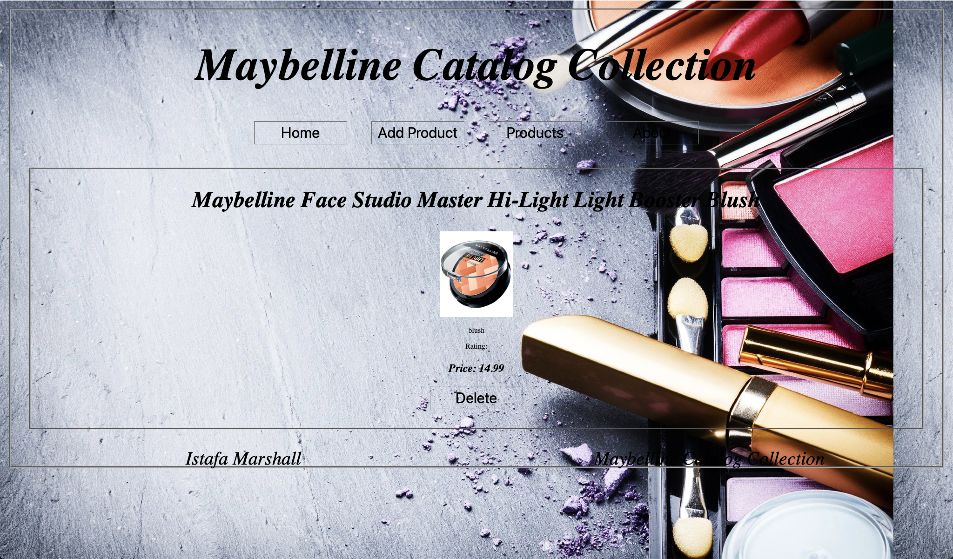 Maybelline Catalog Collection
Home Add Product Products About
Maybelline Face Studio Master Hi-Light Light Booster Blush
blush
Rating:
Price: 14.99
Delete
Istafa Marshall Maybelline Catalog Collection